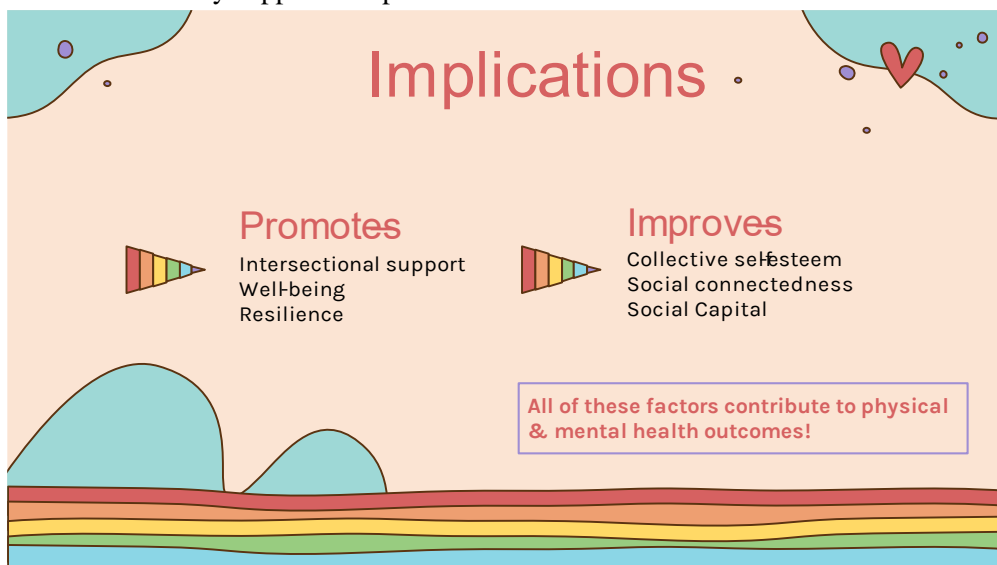 Implications
Promotes
Intersectional support
Well-being
Resilience
Improves
Collective self-esteem
Social connectedness
Social Capital
All of these factors contribute to physical
& mental health outcomes!